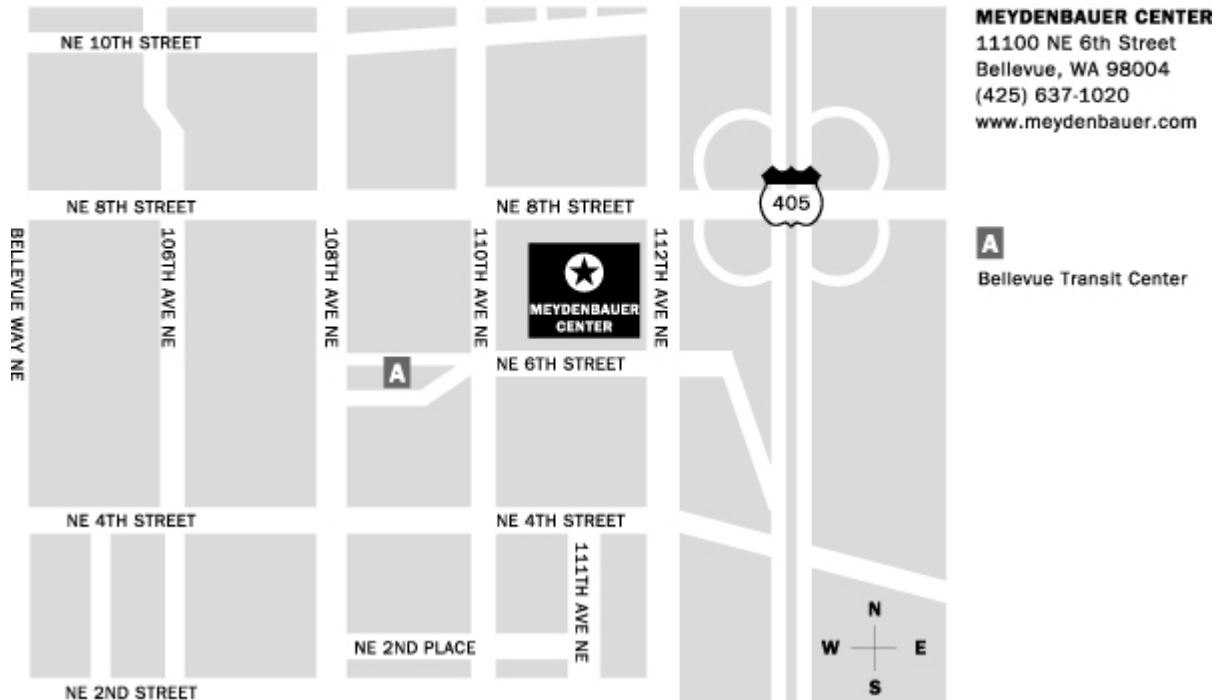 MEYDENBAUER CENTER
11100 NE 6th Street
Bellevue, WA 98004
(425) 637-1020
www.meydenbauer.com
NE 10TH STREET
NE 8TH STREET
NE 8TH STREET
405
A
Bellevue Transit Center
BELLEVUE WAY NE
106TH AVE NE
108TH AVE NE
110TH AVE NE
MEYDENBAUER
CENTER
112TH AVE NE
A
NE 6TH STREET
NE 4TH STREET
NE 4TH STREET
111TH AVE NE
NE 2ND PLACE
NE 2ND STREET
N
W
E
S